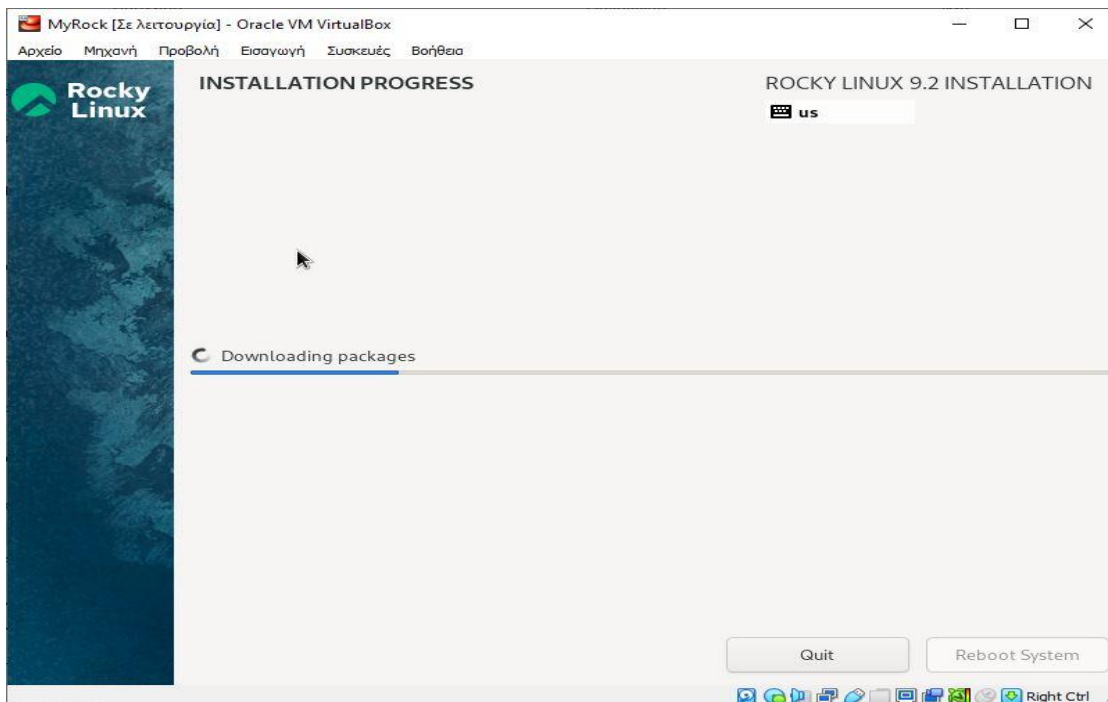 MyRock [Σε λειτουργία] - Oracle VM VirtualBox
Αρχείο Μηχανή Προβολή Εισαγωγή Συσκευές Βοήθεια
Rocky
Linux
INSTALLATION PROGRESS
ROCKY LINUX 9.2 INSTALLATION
us
Downloading packages
Quit
Reboot System
Right Ctrl